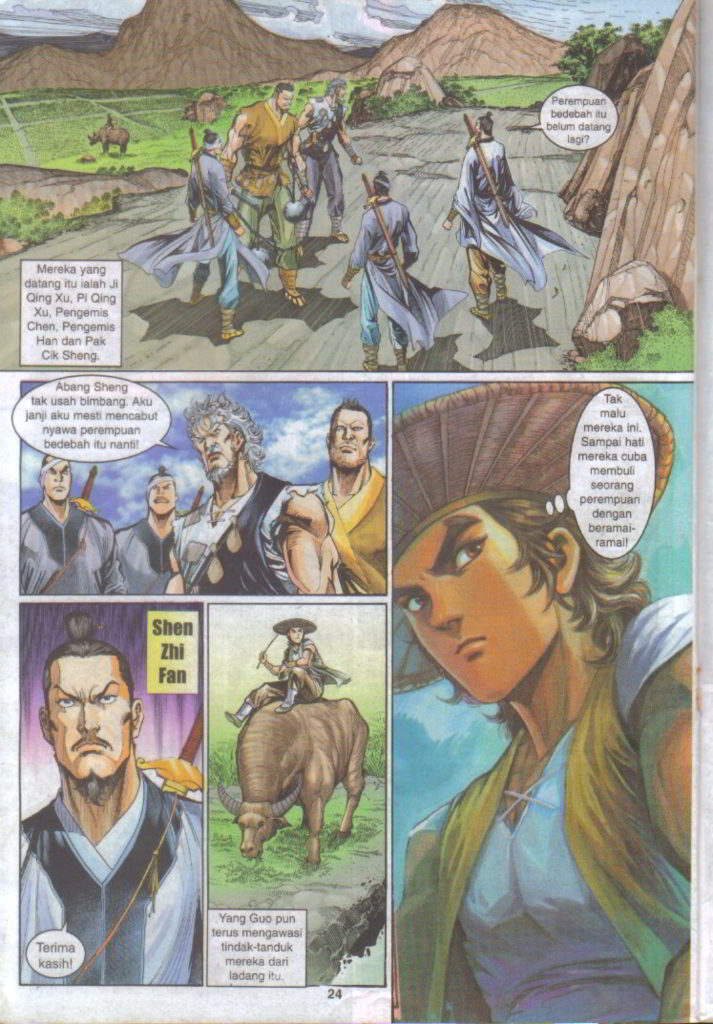 Perempuan
bedebah itu
belum datang
lagi?
Mereka yang
datang itu ialah Ji
Qing Xu, Pi Qing
Xu, Pengemis
Chen, Pengemis
Han dan Pak
Cik Sheng.
Abang Sheng
tak usah bimbang. Aku
janji aku mesti mencabut
nyawa perempuan
bedebah itu nanti!
Tak
malu
mereka ini.
Sampai hati
mereka cuba
membuli
seorang
perempuan
dengan
beramai-
ramai!
Shen
Zhi
Fan
Terima
kasih!
Yang Guo pun
terus mengawasi
tindak-tanduk
mereka dari
ladang itu.
24